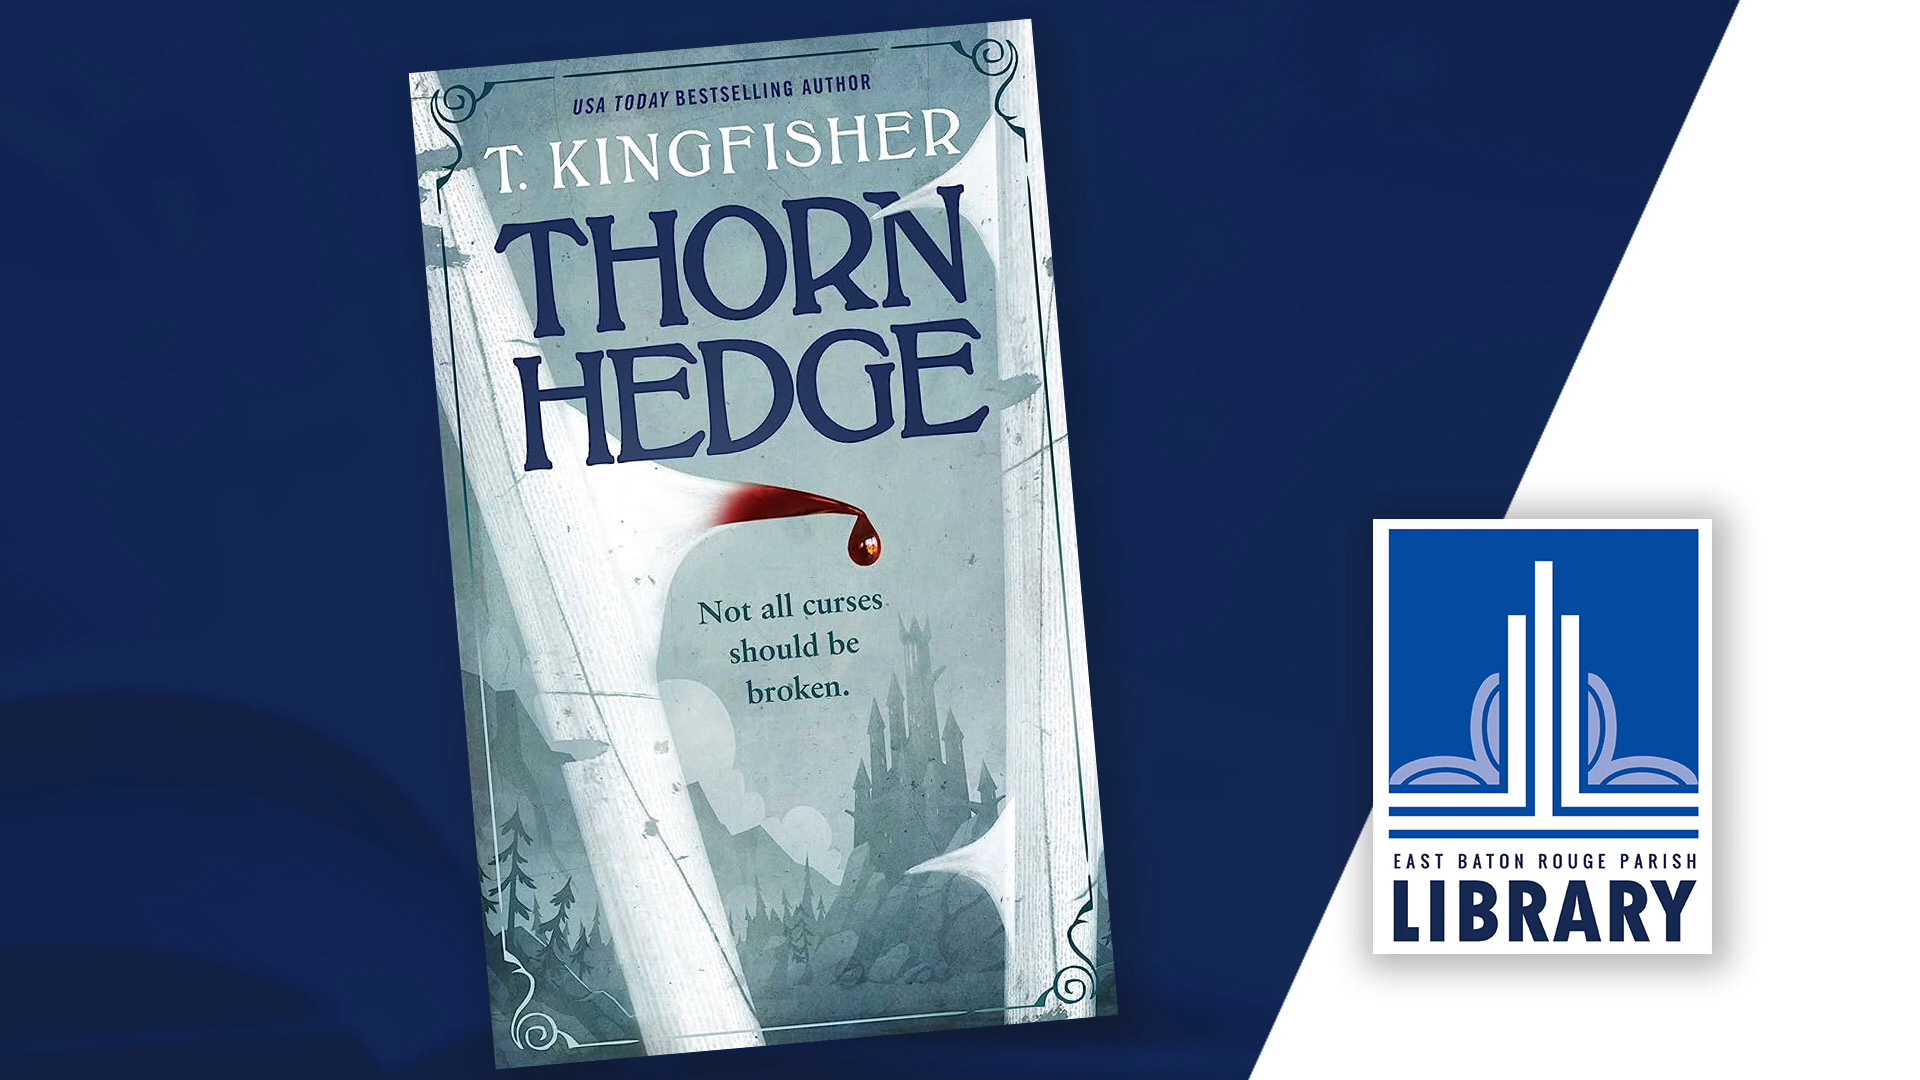 USA TODAY BESTSELLING AUTHOR
T. KINGFISHER
THORN
HEDGE
Not all curses
should be
broken.
EAST BATON ROUGE PARISH
LIBRARY